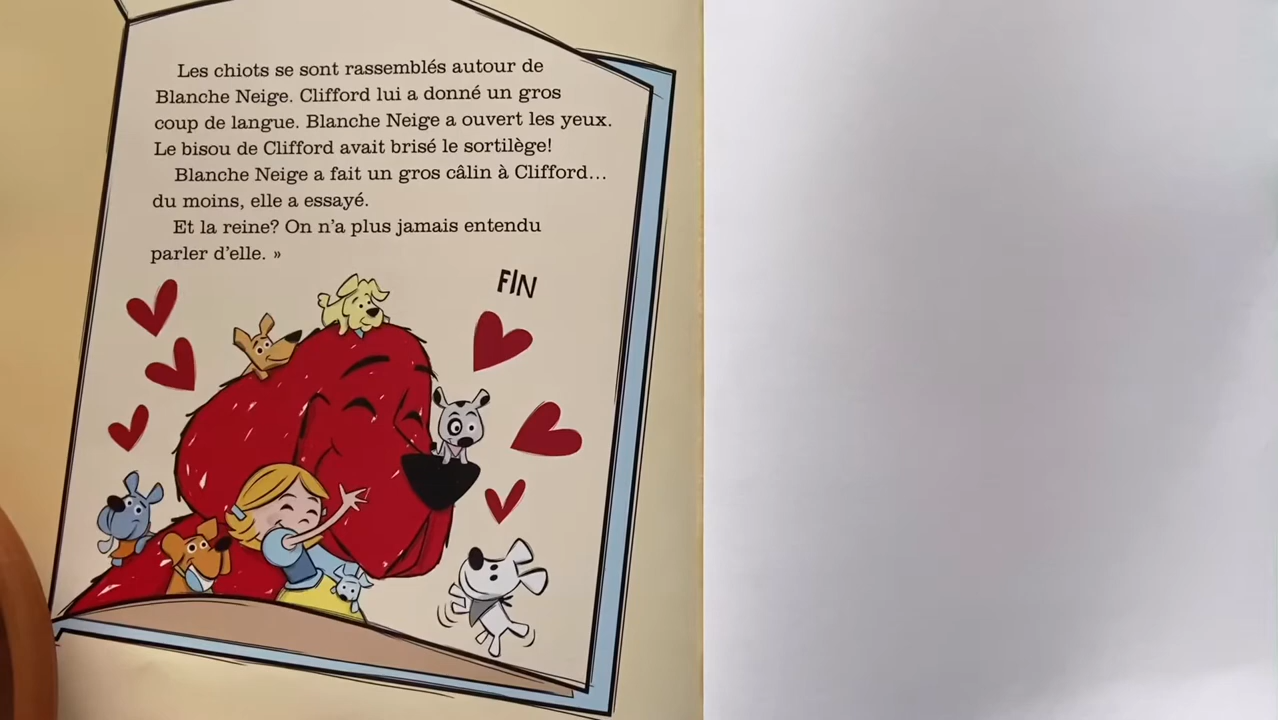 Les chiots se sont rassemblés autour de
Blanche Neige. Clifford lui a donné un gros
coup de langue. Blanche Neige a ouvert les yeux.
Le bisou de Clifford avait brisé le sortilège!
Blanche Neige a fait un gros câlin à Clifford...
du moins, elle a essayé.
Et la reine? On n'a plus jamais entendu
parler d'elle. »
FIN